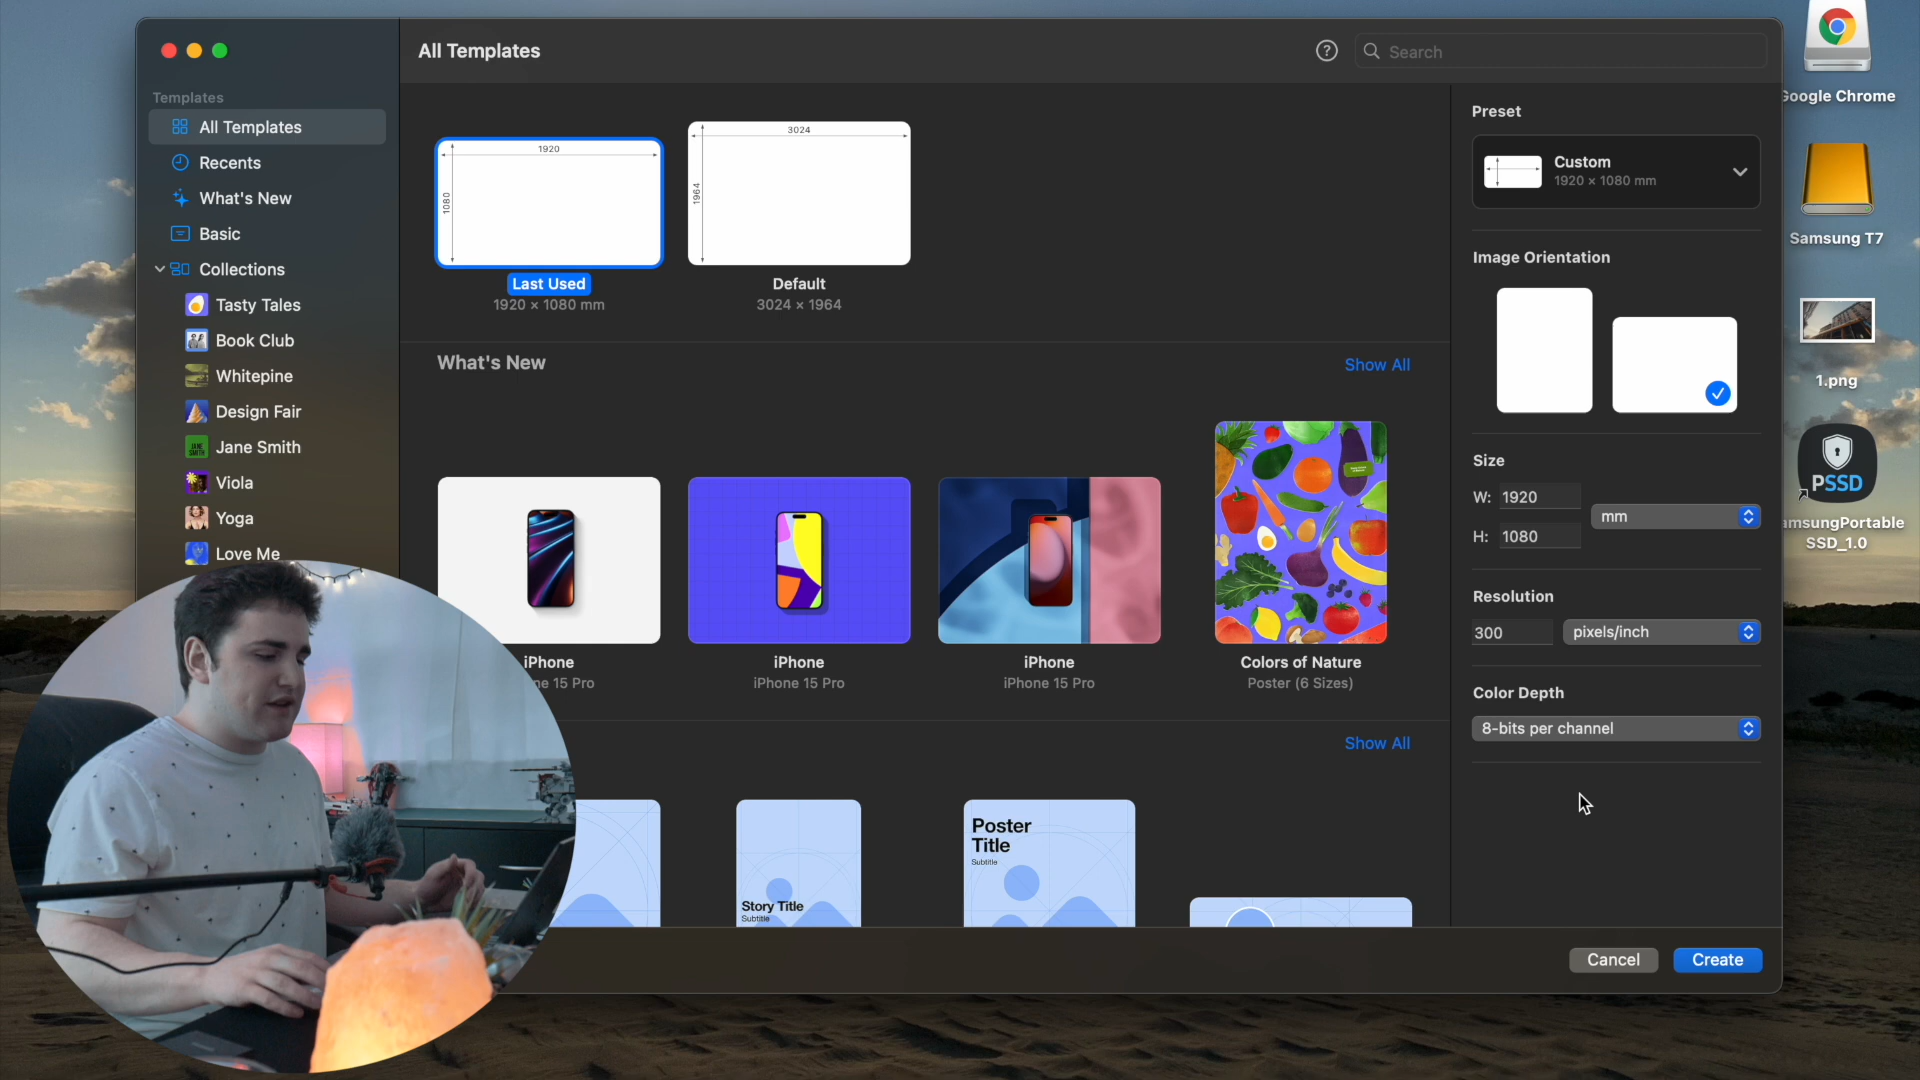 All Templates
Search
Templates
All Templates
Recents
What's New
Basic
Collections
Tasty Tales
Book Club
Whitepine
Design Fair
Jane Smith
Viola
Yoga
Love Me
1920
1080
Last Used
1920 × 1080 mm
3024
1964
Default
3024 × 1964
What's New
Show All
iPhone
ne 15 Pro
iPhone
iPhone 15 Pro
iPhone
iPhone 15 Pro
Colors of Nature
Poster (6 Sizes)
Show All
Story Title
Subtitle
Poster
Title
Subtitle
Preset
Custom
1920 × 1080 mm
Image Orientation
Size
W: 1920
mm
H: 1080
Resolution
300
pixels/inch
Color Depth
8-bits per channel
Cancel
Create
Google Chrome
Samsung T7
1.png
PSSD
amsungPortable
SSD_1.0